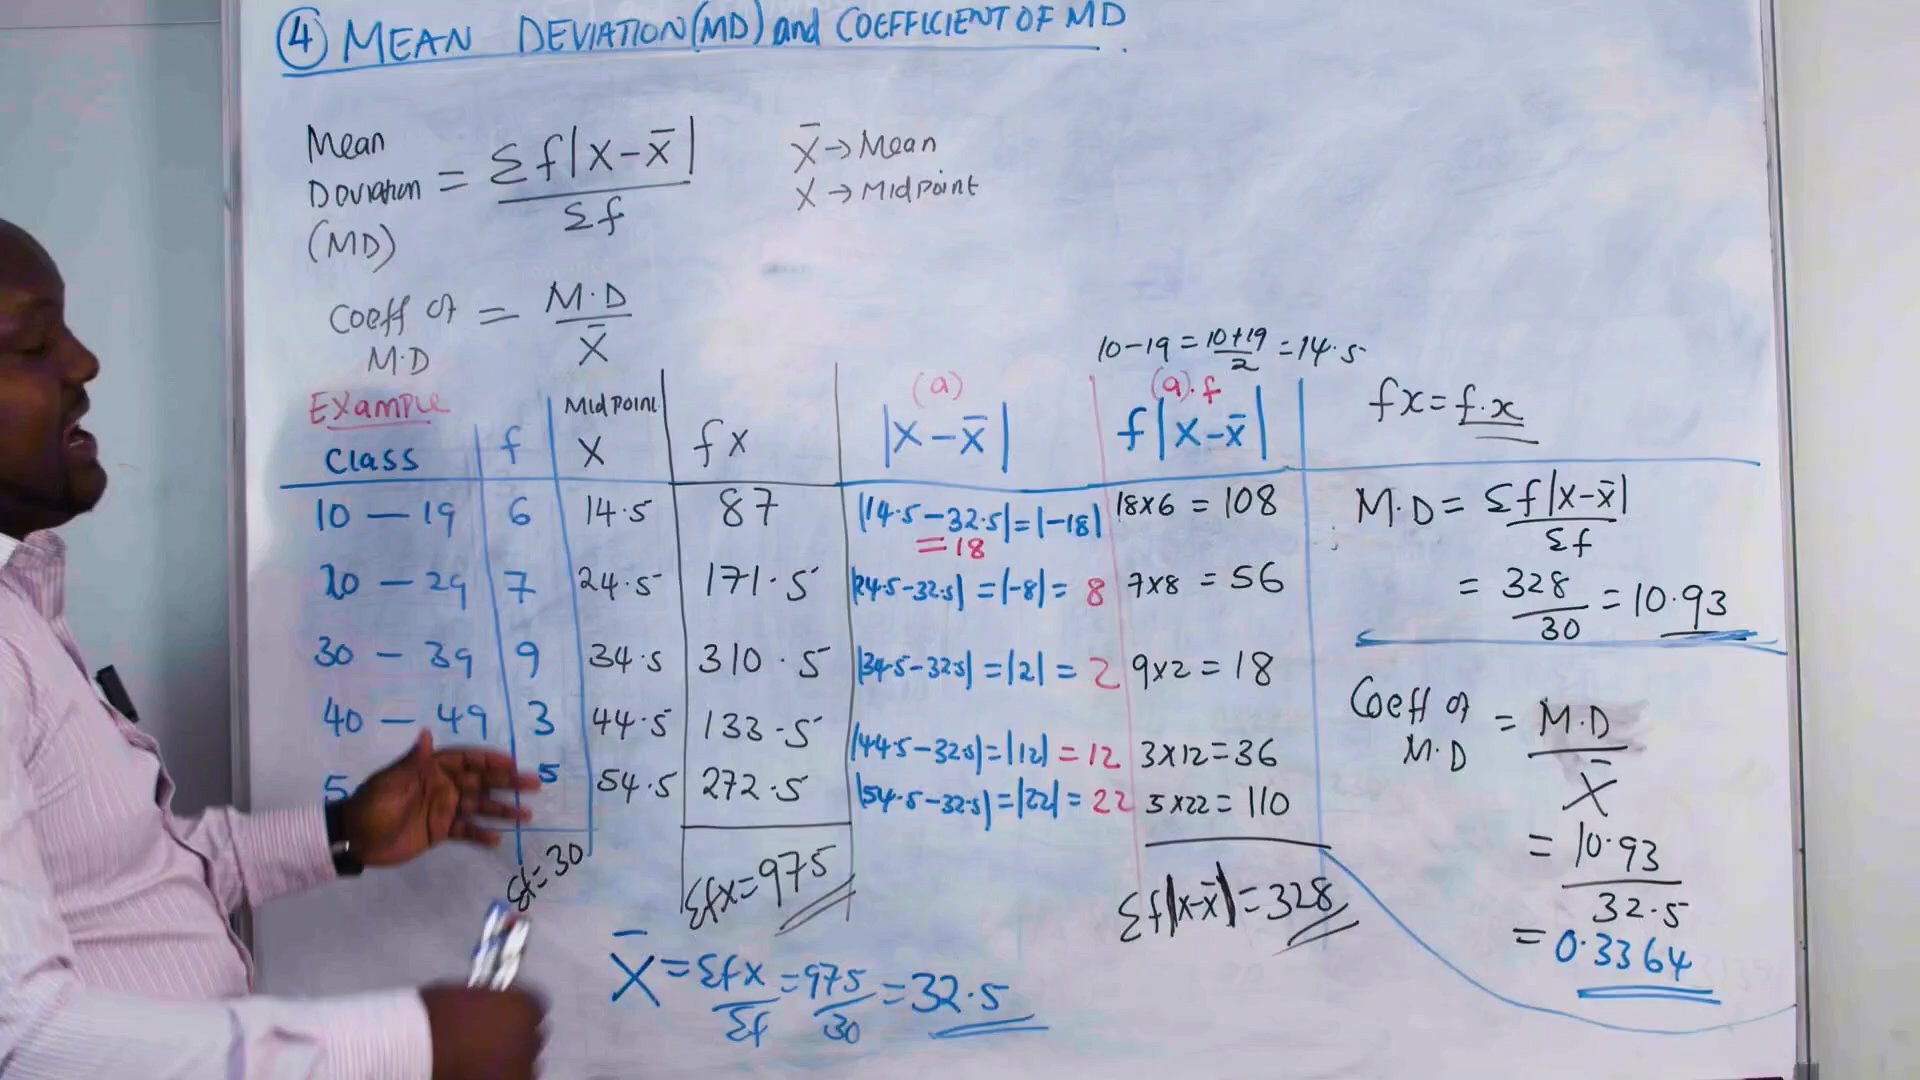 ④ MEAN DEVIATION (MD) and COEFFICIENT OF MD.
Mean Deviation (MD) = Σf|X-X̄| / Σf
X̄ → Mean
X → Midpoint
Coeff of M.D = M.D / X̄
10-19 = 10+19 / 2 = 14.5
fx = f.x
Example
(a) (a).f
Class f Midpoint X fx |X-X̄| f|X-X̄|
10 — 19 6 14.5 87 |14.5-32.5| = |-18| = 18 18x6 = 108
20 — 29 7 24.5 171.5 |24.5-32.5| = |-8| = 8 7x8 = 56
30 — 39 9 34.5 310.5 |34.5-32.5| = |2| = 2 9x2 = 18
40 — 49 3 44.5 133.5 |44.5-32.5| = |12| = 12 3x12 = 36
5 5 54.5 272.5 |54.5-32.5| = |22| = 22 5x22 = 110
Σf = 30 Σfx = 975 Σf|x-x̄| = 328
X̄ = Σfx / Σf = 975 / 30 = 32.5
M.D = Σf|X-X̄| / Σf
= 328 / 30 = 10.93
Coeff of M.D = M.D / X̄
= 10.93 / 32.5
= 0.3364